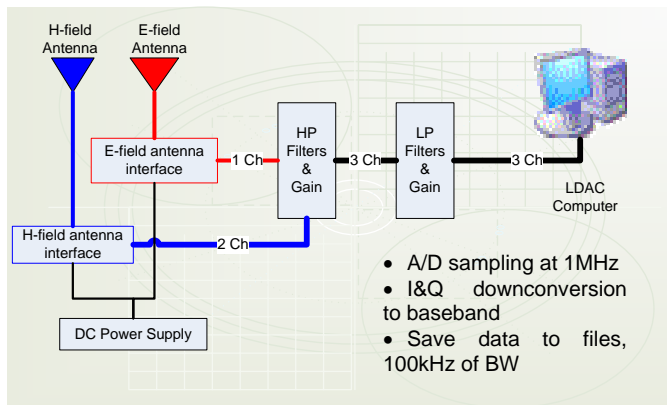 H-field
Antenna
E-field
Antenna
E-field antenna
interface
1 Ch
HP
Filters
&
Gain
3 Ch
LP
Filters
&
Gain
3 Ch
LDAC
Computer
H-field antenna
interface
2 Ch
DC Power Supply
• A/D sampling at 1MHz
• I&Q downconversion
to baseband
• Save data to files,
100kHz of BW